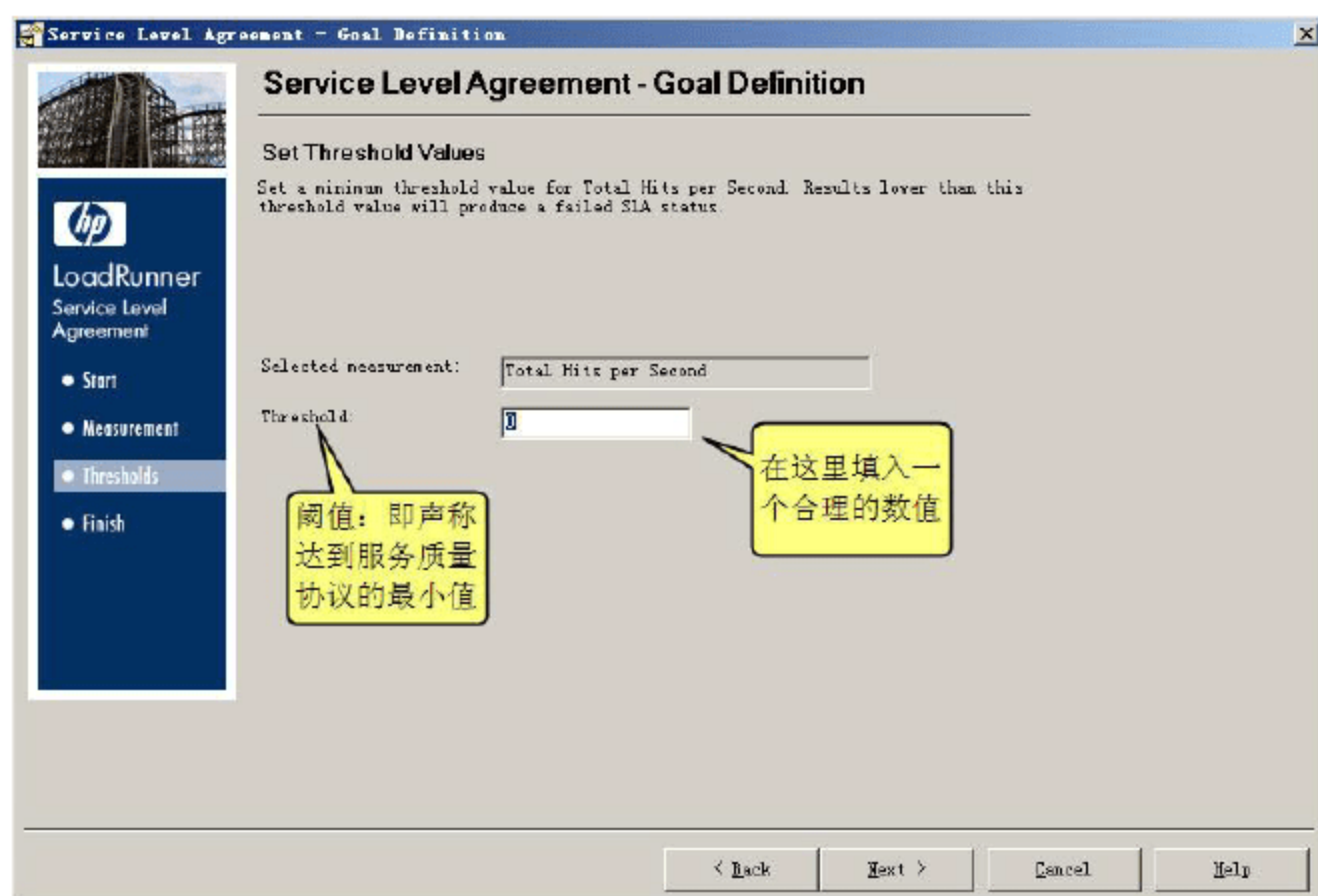 Service Level Agreement - Goal Definition
Service Level Agreement - Goal Definition
Set Threshold Values
Set a minimum threshold value for Total Hits per Second. Results lower than this
threshold value will produce a failed SLA status.
hp
LoadRunner
Service Level
Agreement
Start
Measurement
Thresholds
Finish
Selected measurement:
Total Hits per Second
Threshold:
0
阈值：即声称
达到服务质量
协议的最小值
在这里填入一
个合理的数值
< Back
Next >
Cancel
Help